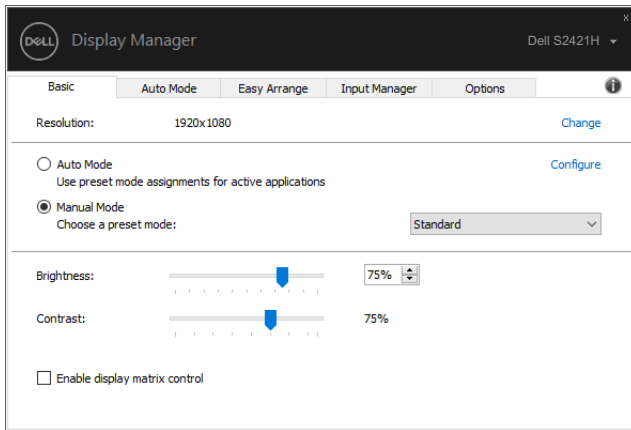 DELL Display Manager
Dell S2421H
x
Basic Auto Mode Easy Arrange Input Manager Options i
Resolution: 1920x1080 Change
Auto Mode Configure
Use preset mode assignments for active applications
Manual Mode
Choose a preset mode: Standard
Brightness: 75%
Contrast: 75%
Enable display matrix control